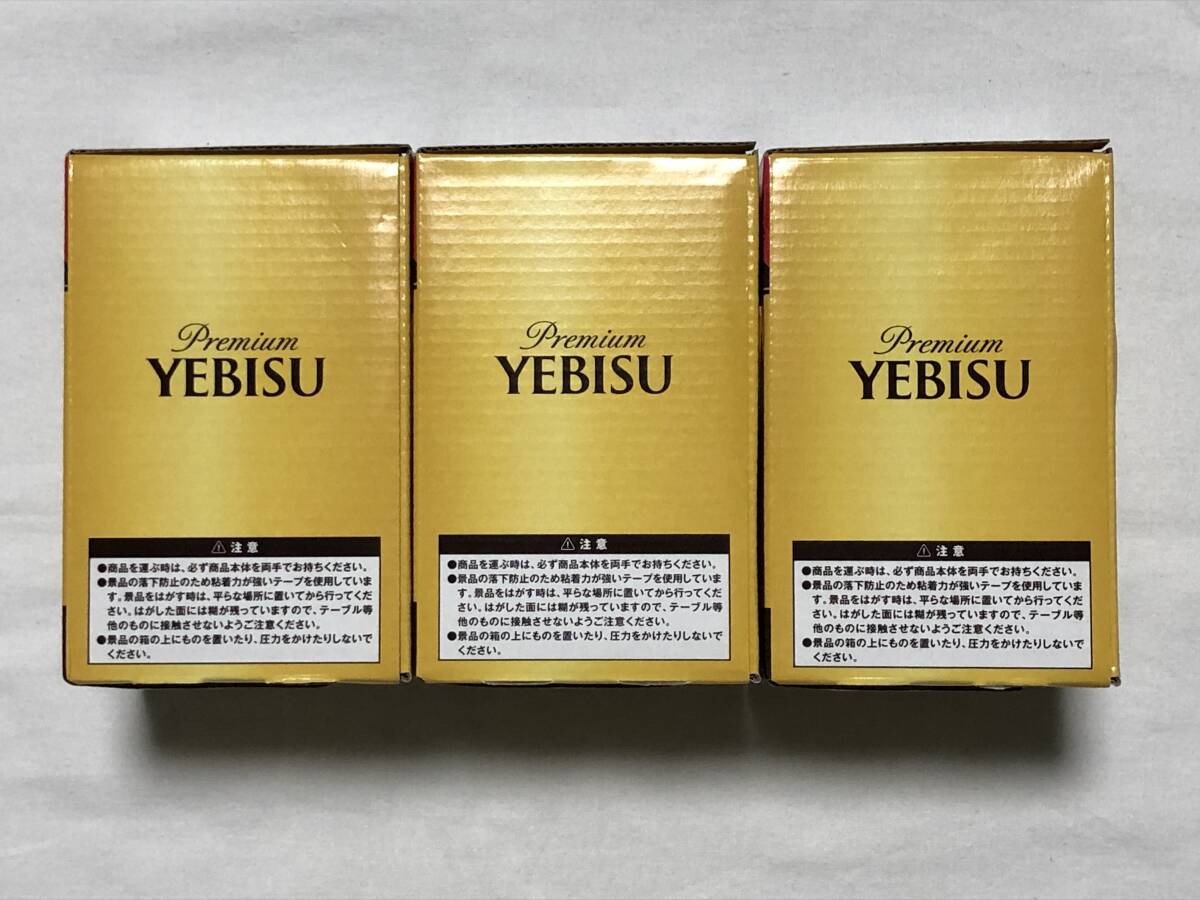 Premium
YEBISU
⚠ 注意
●商品を運ぶ時は、必ず商品本体を両手でお持ちください。
●景品の落下防止のため粘着力が強いテープを使用していま
す。景品をはがす時は、平らな場所に置いてから行ってくだ
さい。はがした面には糊が残っていますので、テーブル等
他のものに接触させないようご注意ください。
●景品の箱の上にものを置いたり、圧力をかけたりしないで
ください。
Premium
YEBISU
⚠ 注意
●商品を運ぶ時は、必ず商品本体を両手でお持ちください。
●景品の落下防止のため粘着力が強いテープを使用していま
す。景品をはがす時は、平らな場所に置いてから行ってくだ
さい。はがした面には糊が残っていますので、テーブル等
他のものに接触させないようご注意ください。
●景品の箱の上にものを置いたり、圧力をかけたりしないで
ください。
Premium
YEBISU
⚠ 注意
●商品を運ぶ時は、必ず商品本体を両手でお持ちください。
●景品の落下防止のため粘着力が強いテープを使用していま
す。景品をはがす時は、平らな場所に置いてから行ってくだ
さい。はがした面には糊が残っていますので、テーブル等
他のものに接触させないようご注意ください。
●景品の箱の上にものを置いたり、圧力をかけたりしないで
ください。